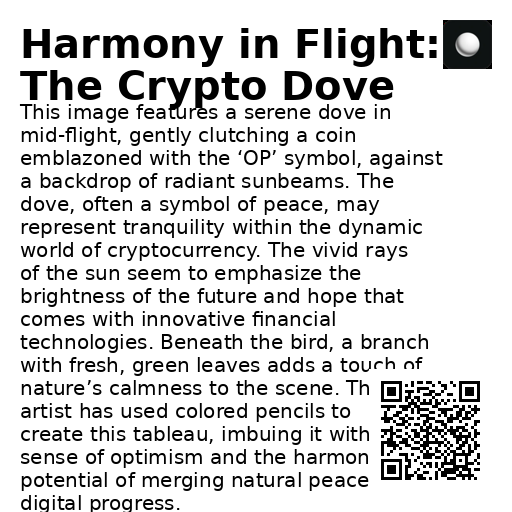 Harmony in Flight:
The Crypto Dove
This image features a serene dove in
mid-flight, gently clutching a coin
emblazoned with the ‘OP’ symbol, against
a backdrop of radiant sunbeams. The
dove, often a symbol of peace, may
represent tranquility within the dynamic
world of cryptocurrency. The vivid rays
of the sun seem to emphasize the
brightness of the future and hope that
comes with innovative financial
technologies. Beneath the bird, a branch
with fresh, green leaves adds a touch of
nature’s calmness to the scene. Th
artist has used colored pencils to
create this tableau, imbuing it with
sense of optimism and the harmon
potential of merging natural peace
digital progress.